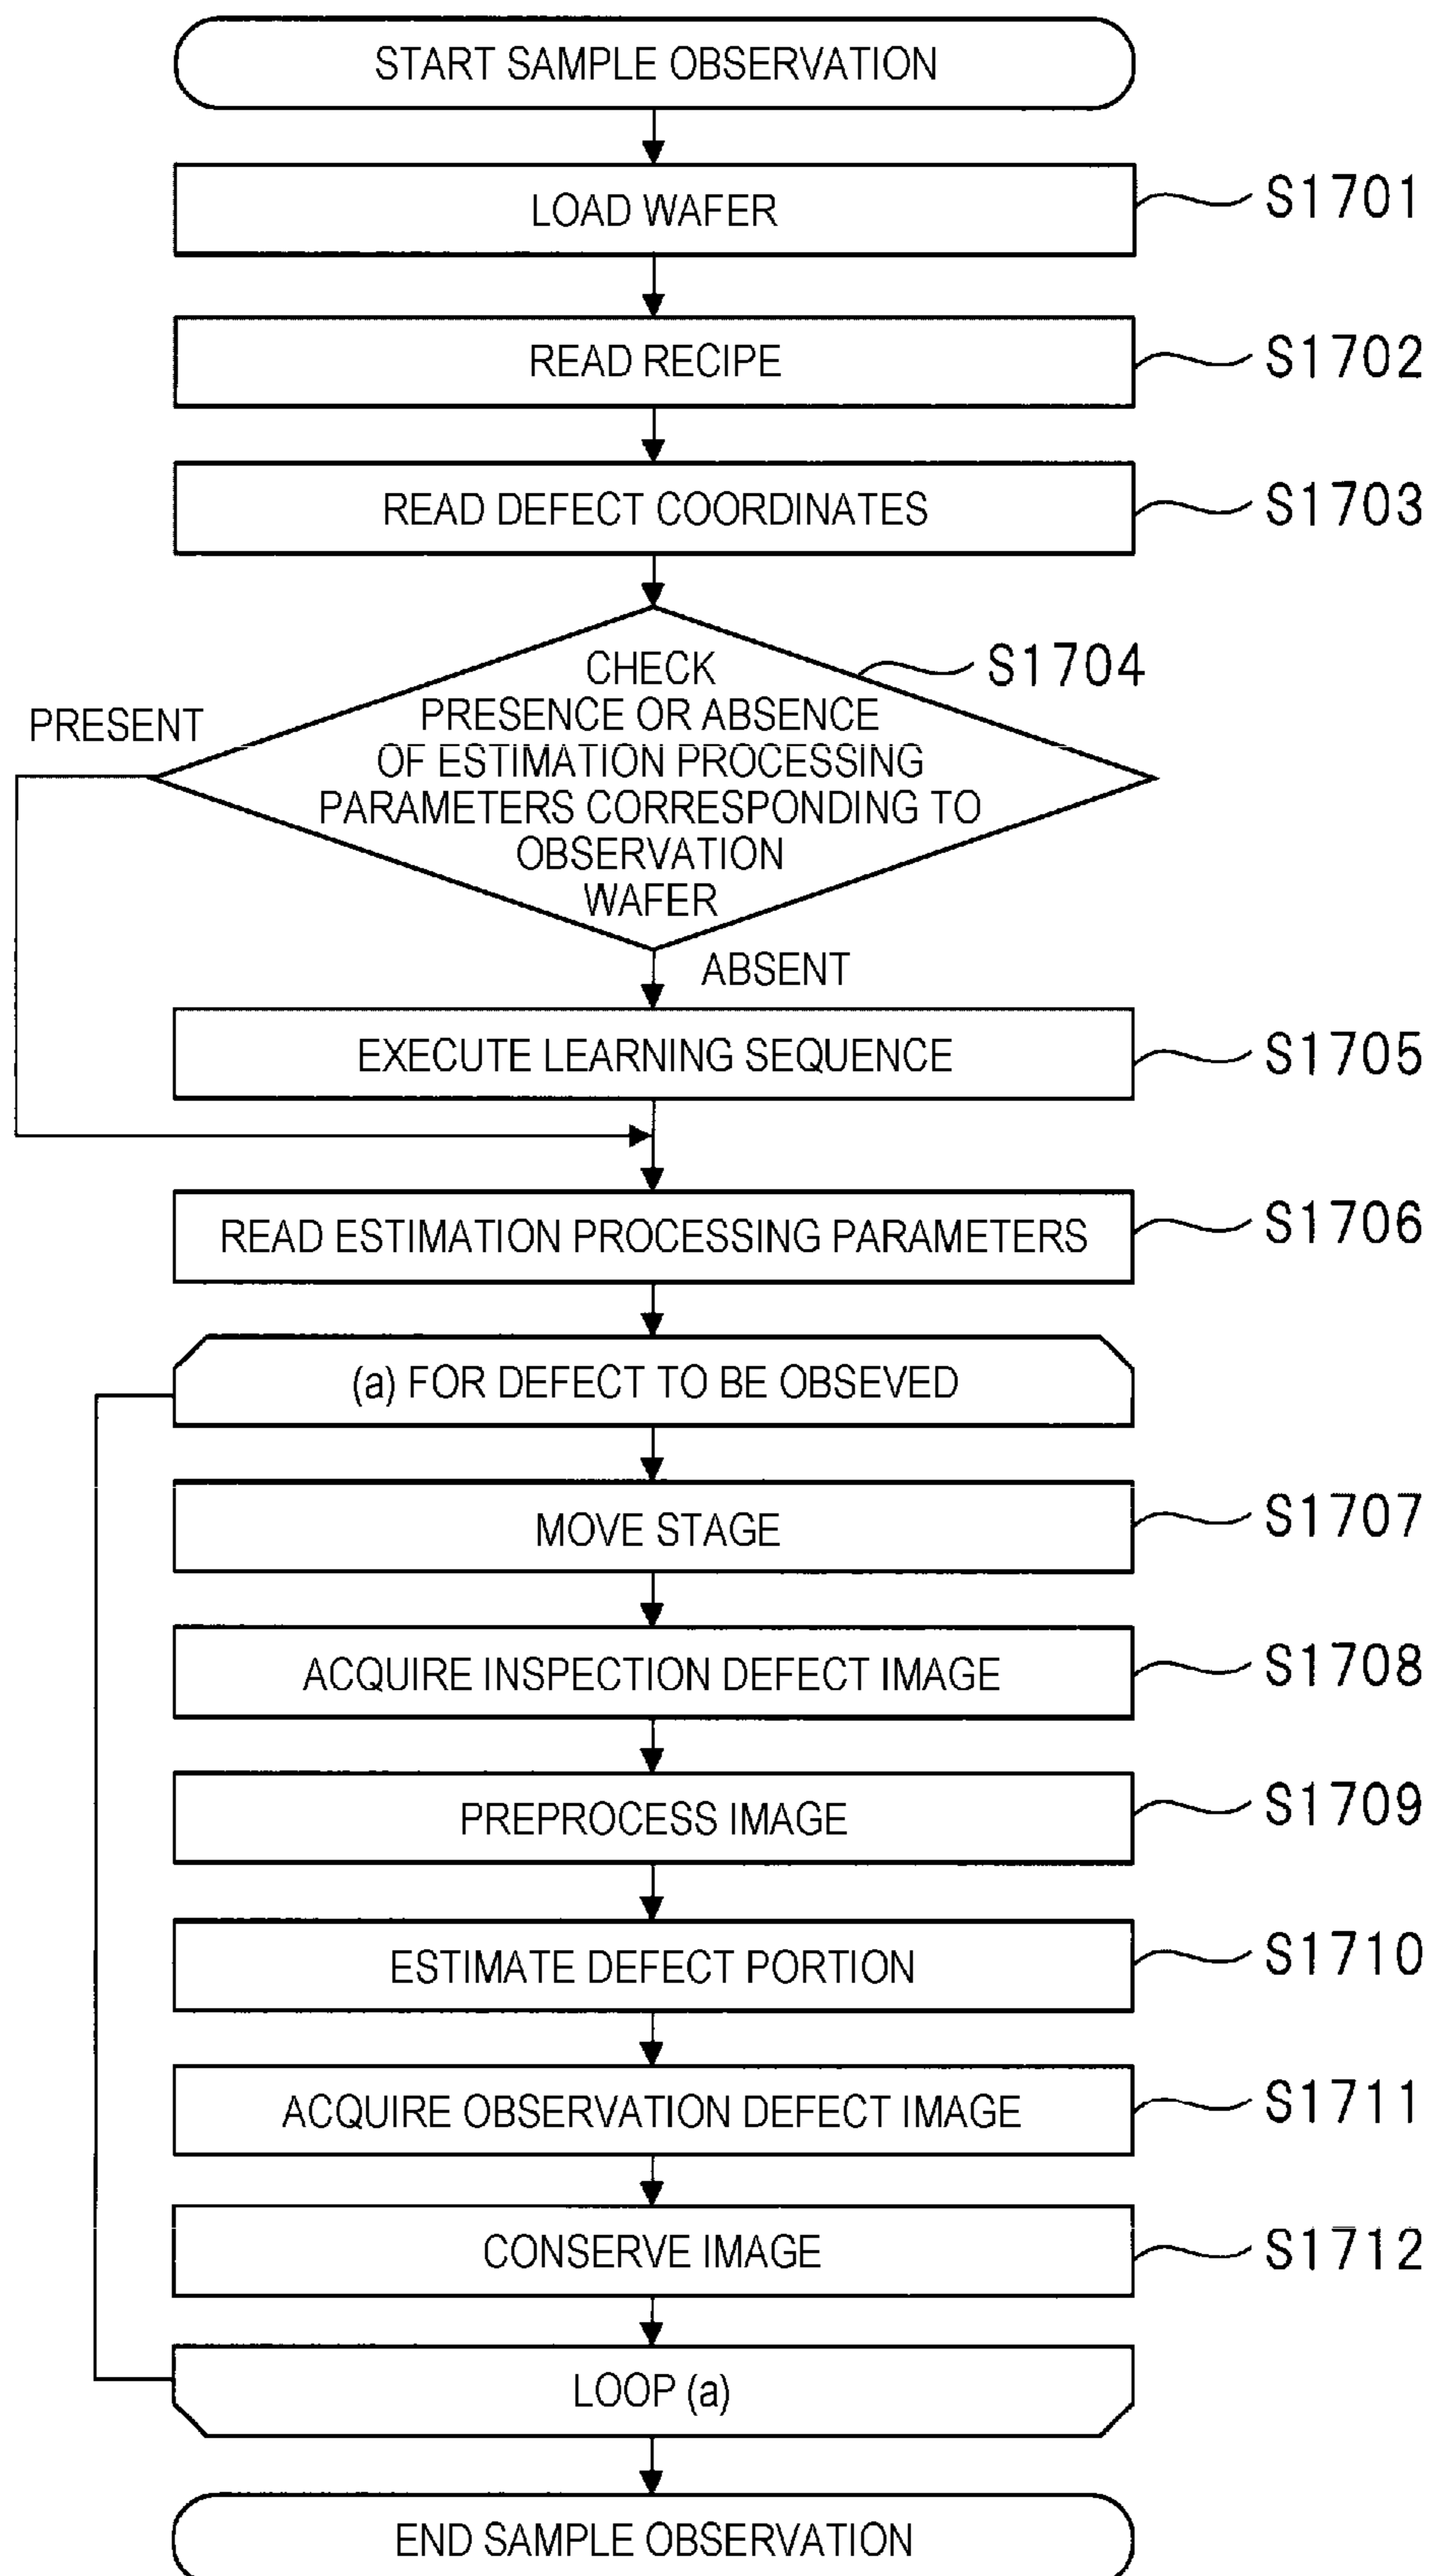 START SAMPLE OBSERVATION
LOAD WAFER
S1701
READ RECIPE
S1702
READ DEFECT COORDINATES
S1703
S1704
CHECK
PRESENCE OR ABSENCE
OF ESTIMATION PROCESSING
PARAMETERS CORRESPONDING TO
OBSERVATION
WAFER
PRESENT
ABSENT
EXECUTE LEARNING SEQUENCE
S1705
READ ESTIMATION PROCESSING PARAMETERS
S1706
(a) FOR DEFECT TO BE OBSEVED
MOVE STAGE
S1707
ACQUIRE INSPECTION DEFECT IMAGE
S1708
PREPROCESS IMAGE
S1709
ESTIMATE DEFECT PORTION
S1710
ACQUIRE OBSERVATION DEFECT IMAGE
S1711
CONSERVE IMAGE
S1712
LOOP (a)
END SAMPLE OBSERVATION